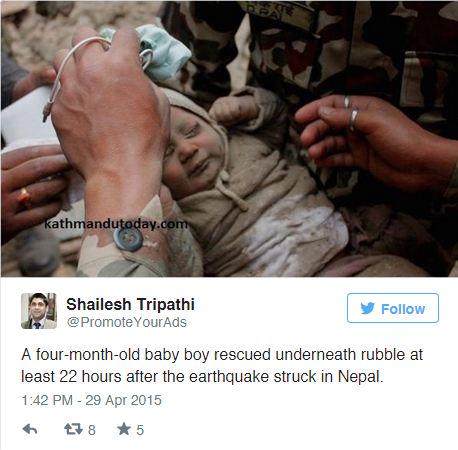 kathmandutoday.com
Shailesh Tripathi
@PromoteYourAds
Follow
A four-month-old baby boy rescued underneath rubble at
least 22 hours after the earthquake struck in Nepal.
1:42 PM - 29 Apr 2015
8 5